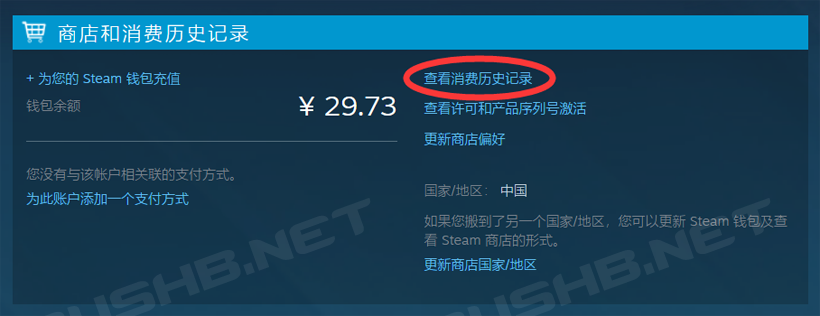 商店和消费历史记录
+ 为您的 Steam 钱包充值
钱包余额
¥ 29.73
您没有与该帐户相关联的支付方式。
为此账户添加一个支付方式
查看消费历史记录
查看许可和产品序列号激活
更新商店偏好
国家/地区： 中国
如果您搬到了另一个国家/地区，您可以更新 Steam 钱包及查
看 Steam 商店的形式。
更新商店国家/地区
USHB.NET
USHB.NET